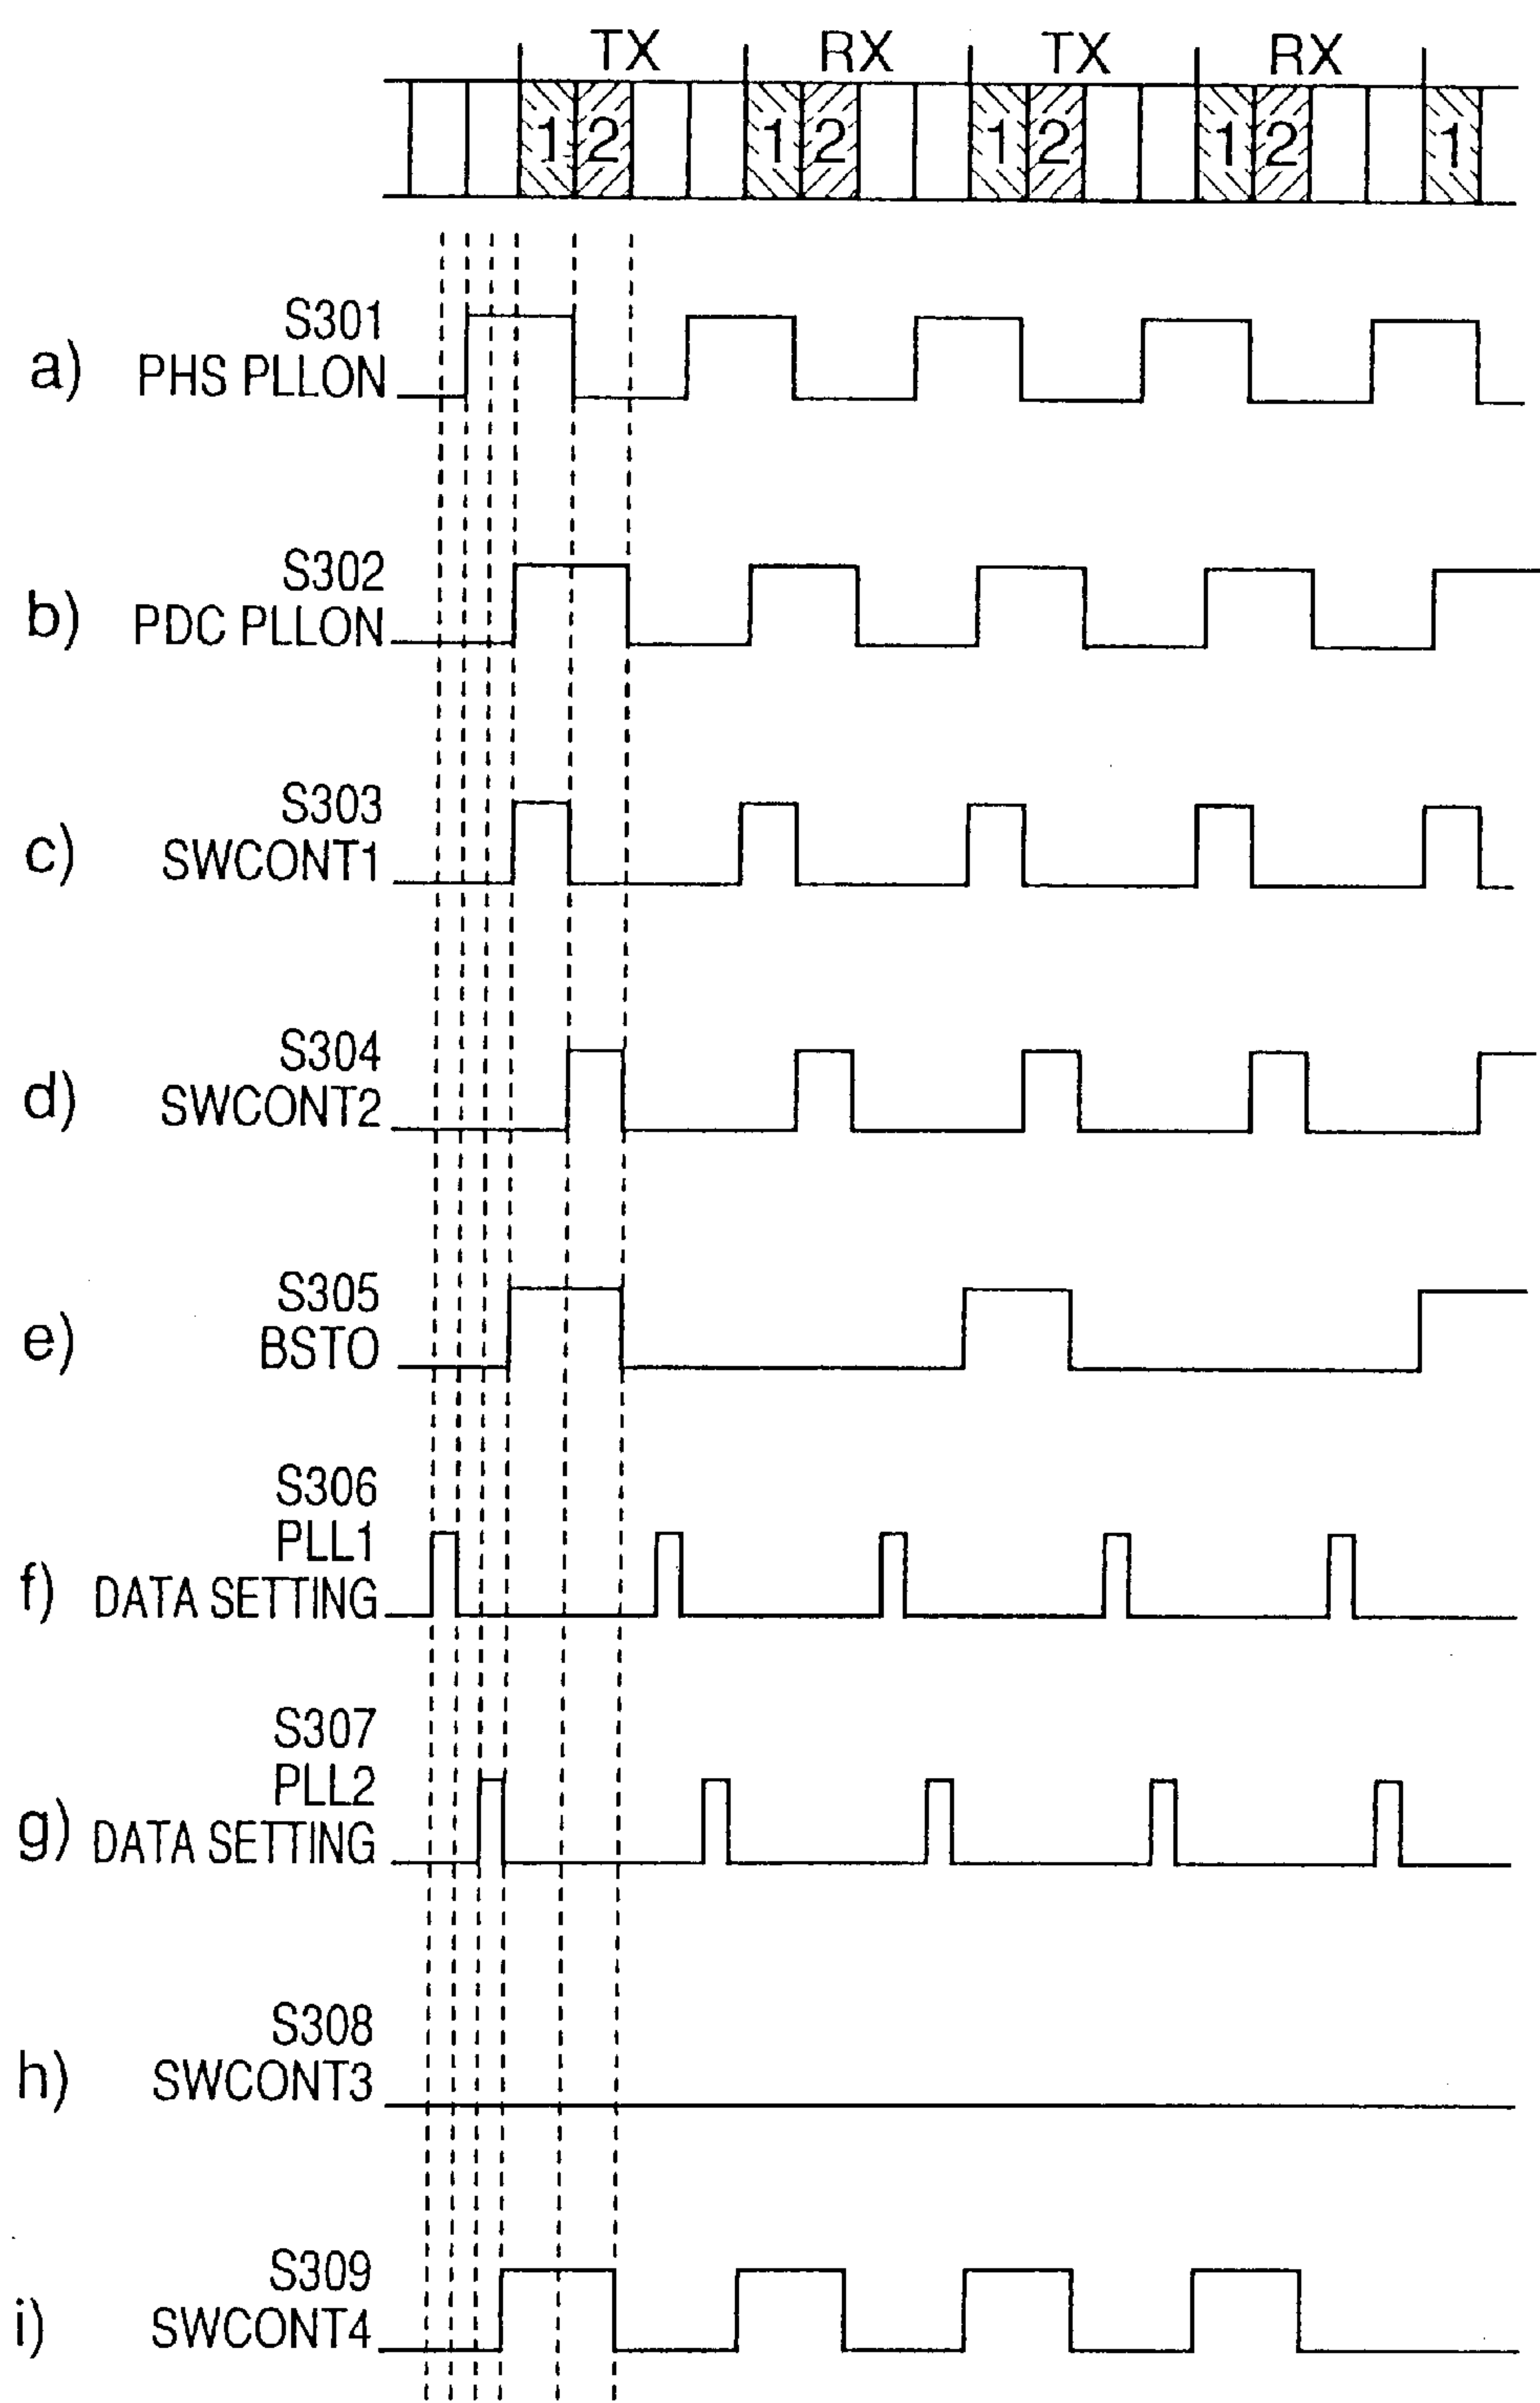 TX RX TX RX
1 2 1 2 1 2 1 2 1
S301
a) PHS PLLON
S302
b) PDC PLLON
S303
c) SWCONT1
S304
d) SWCONT2
S305
e) BSTO
S306
PLL1
f) DATA SETTING
S307
PLL2
g) DATA SETTING
S308
h) SWCONT3
S309
i) SWCONT4